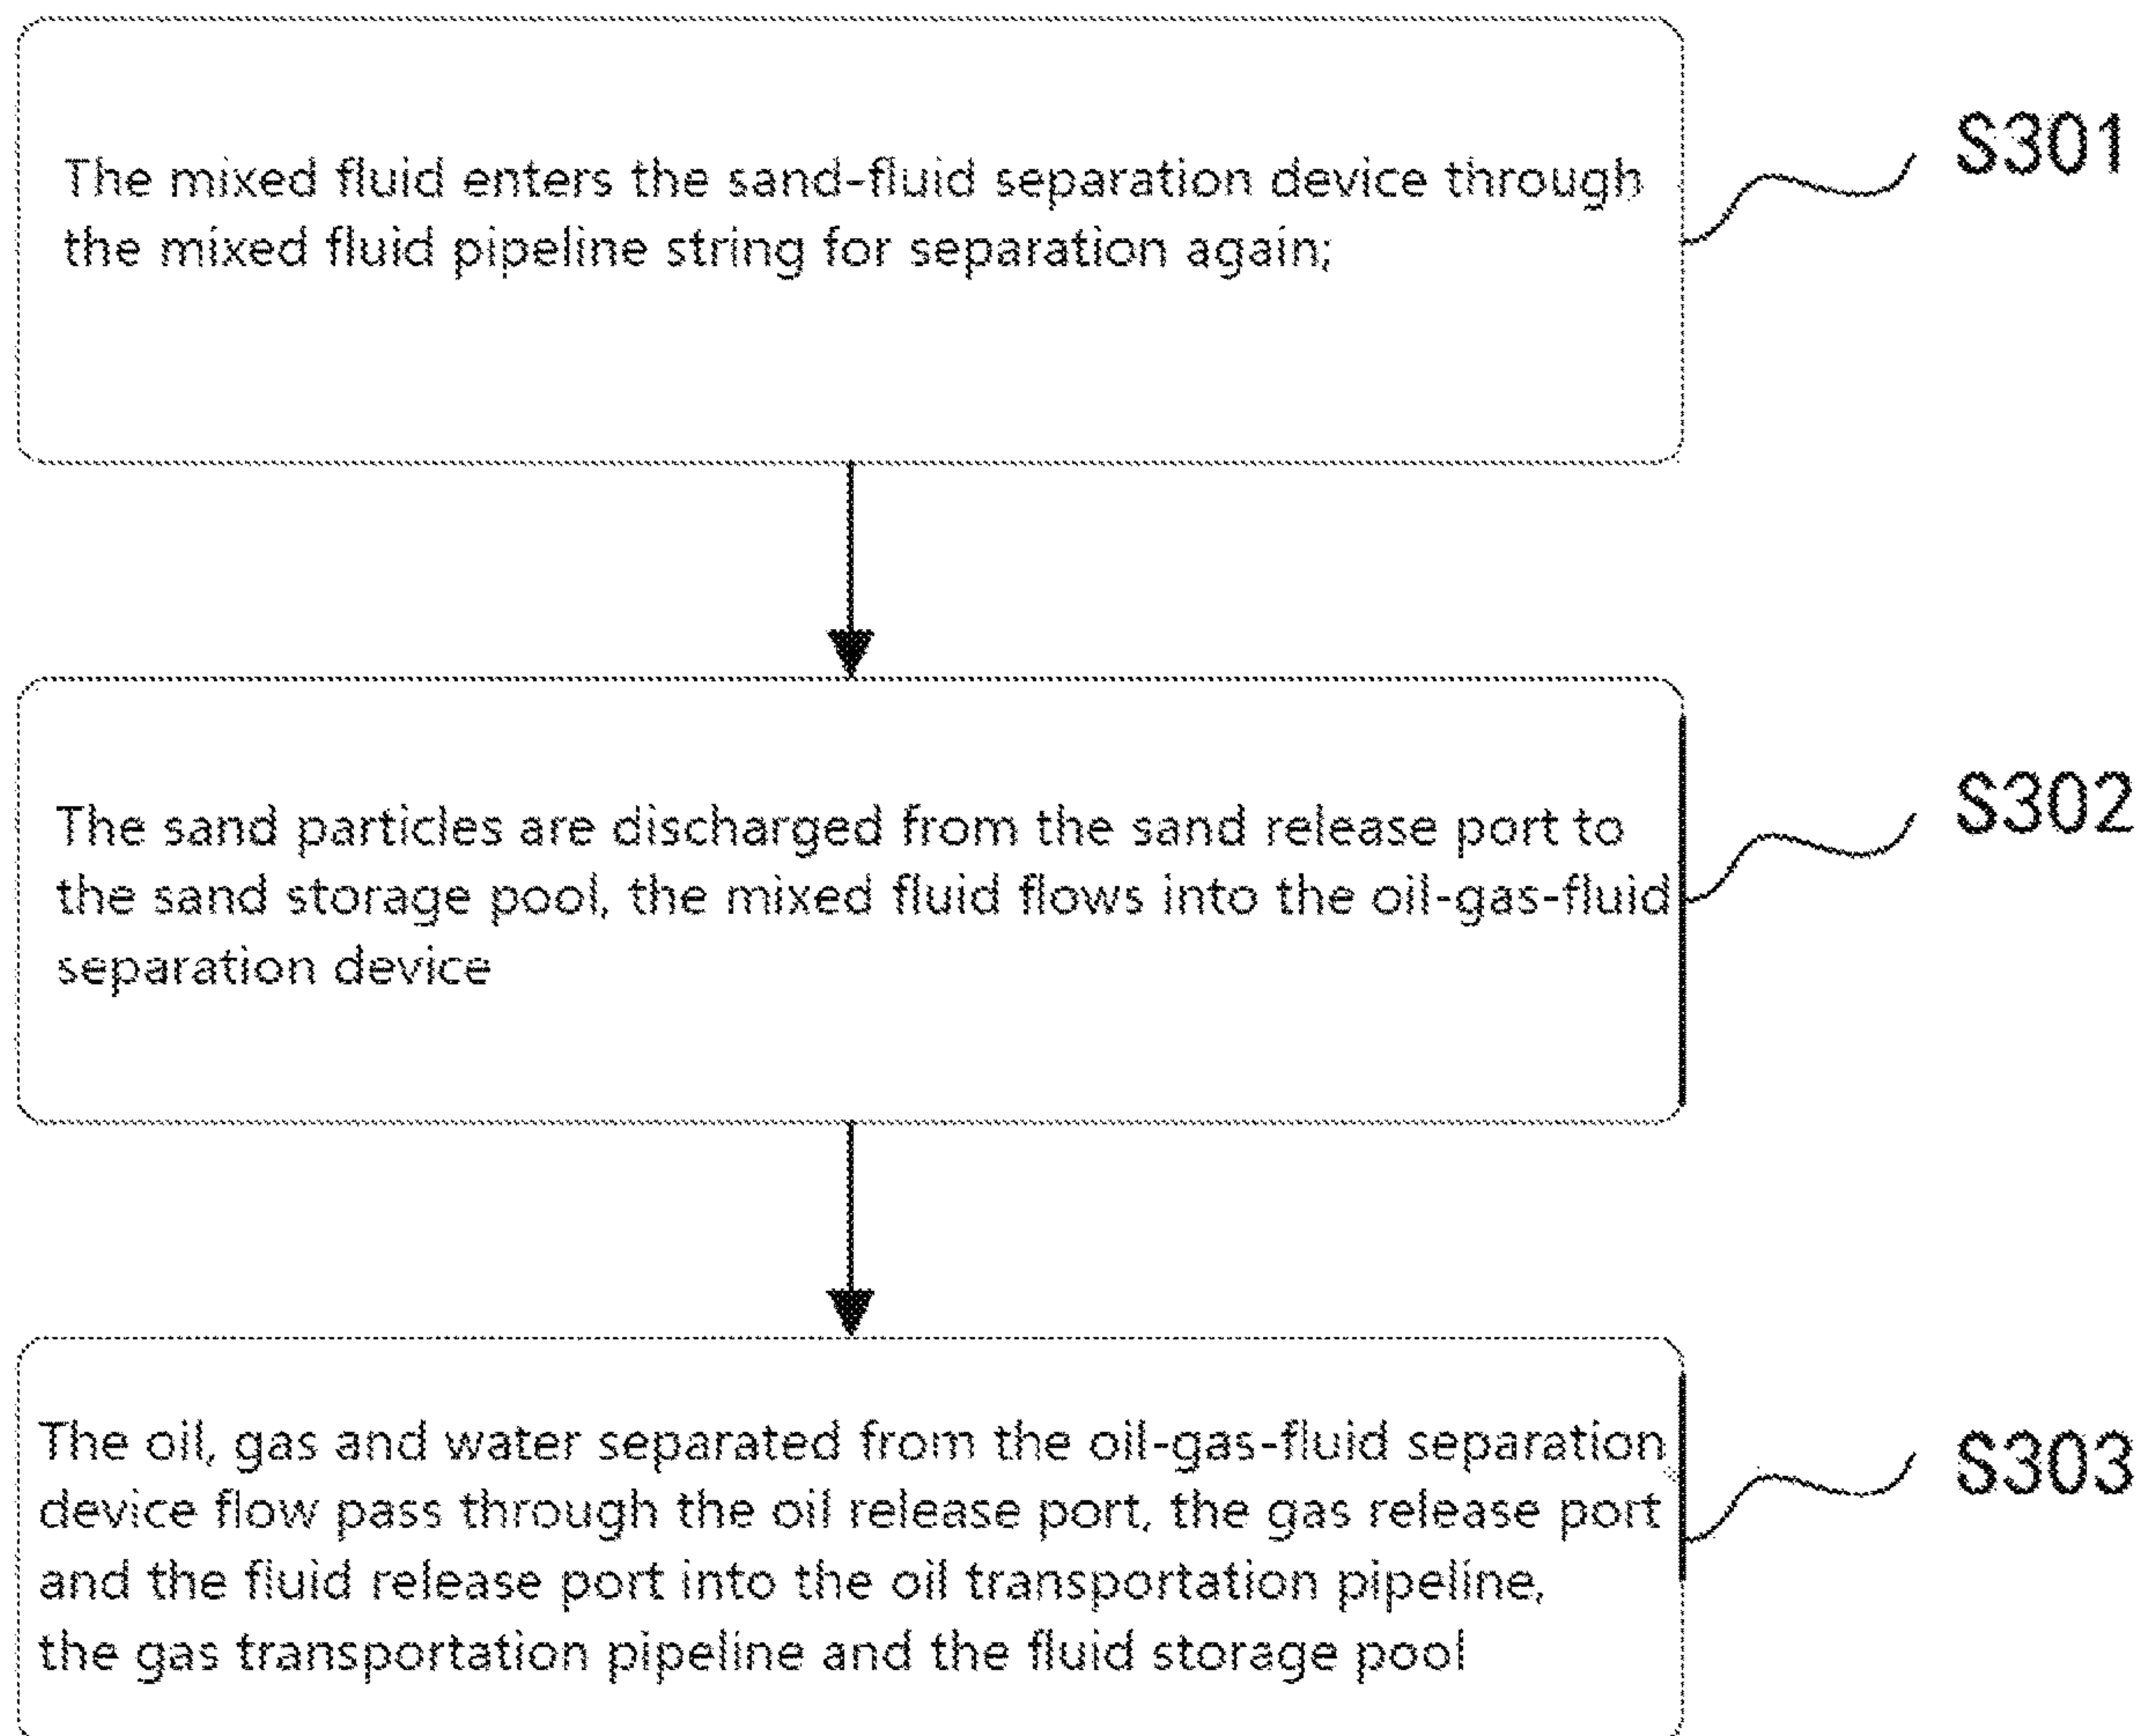 The mixed fluid enters the sand-fluid separation device through
the mixed fluid pipeline string for separation again;
S301
The sand particles are discharged from the sand release port to
the sand storage pool, the mixed fluid flows into the oil-gas-fluid
separation device
S302
The oil, gas and water separated from the oil-gas-fluid separation
device flow pass through the oil release port, the gas release port
and the fluid release port into the oil transportation pipeline,
the gas transportation pipeline and the fluid storage pool
S303